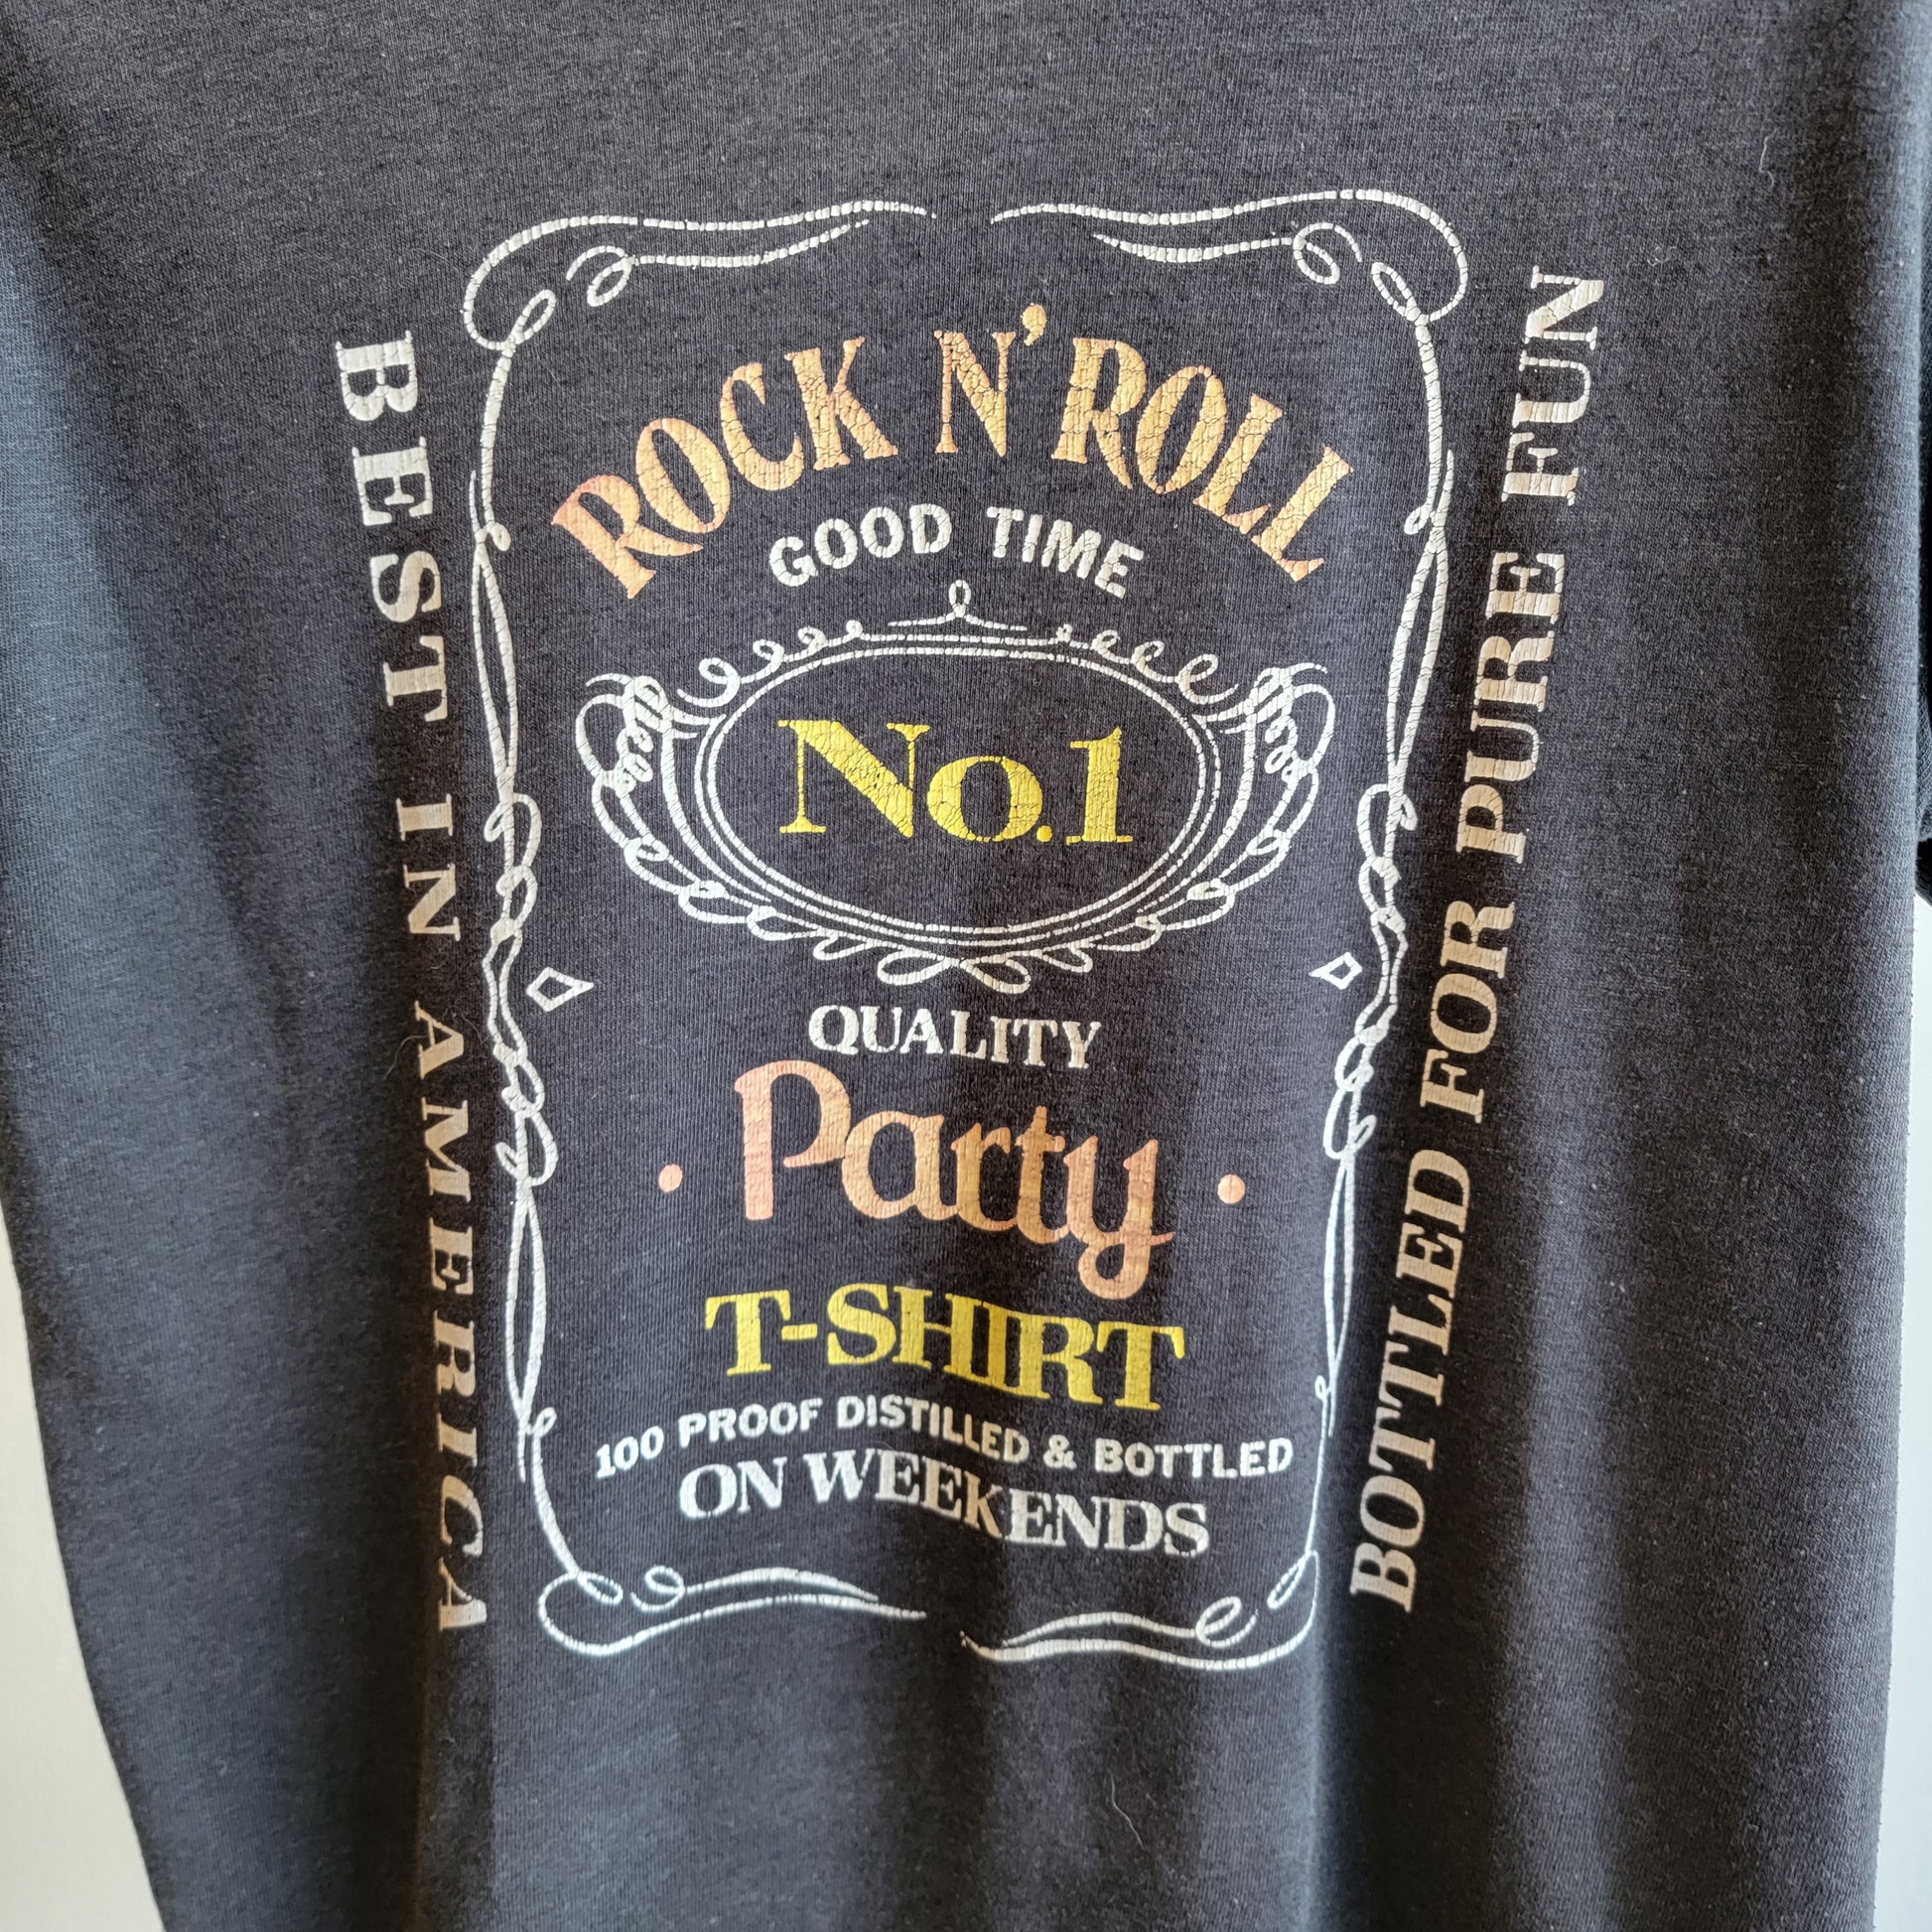 ROCK N' ROLL
GOOD TIME
No.1
QUALITY
Party
T-SHIRT
100 PROOF DISTILLED & BOTTLED
ON WEEKENDS
BEST IN AMERICA
BOTTLED FOR PURE FUN